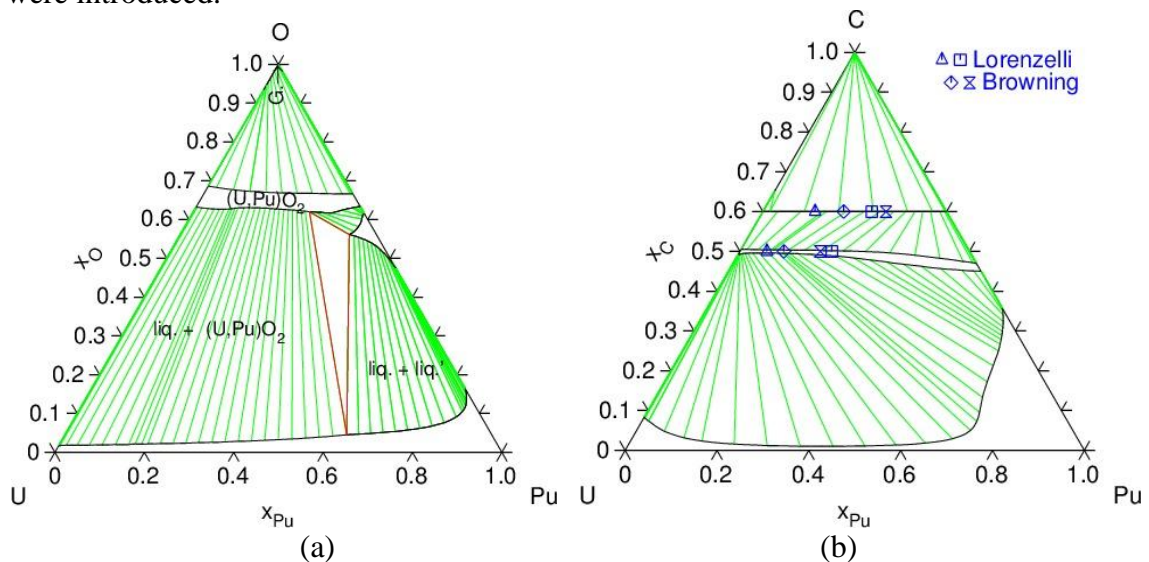 were introduced.
O
1.0
G.
0.9
0.8
0.7
(U,Pu)O2
0.6
xO
0.5
0.4
liq. + (U,Pu)O2
0.3
liq. + liq.'
0.2
0.1
0
0 0.2 0.4 0.6 0.8 1.0
U Pu
xPu
(a)
C
1.0
Lorenzelli
Browning
0.9
0.8
0.7
0.6
xC
0.5
0.4
0.3
0.2
0.1
0
0 0.2 0.4 0.6 0.8 1.0
U Pu
xPu
(b)